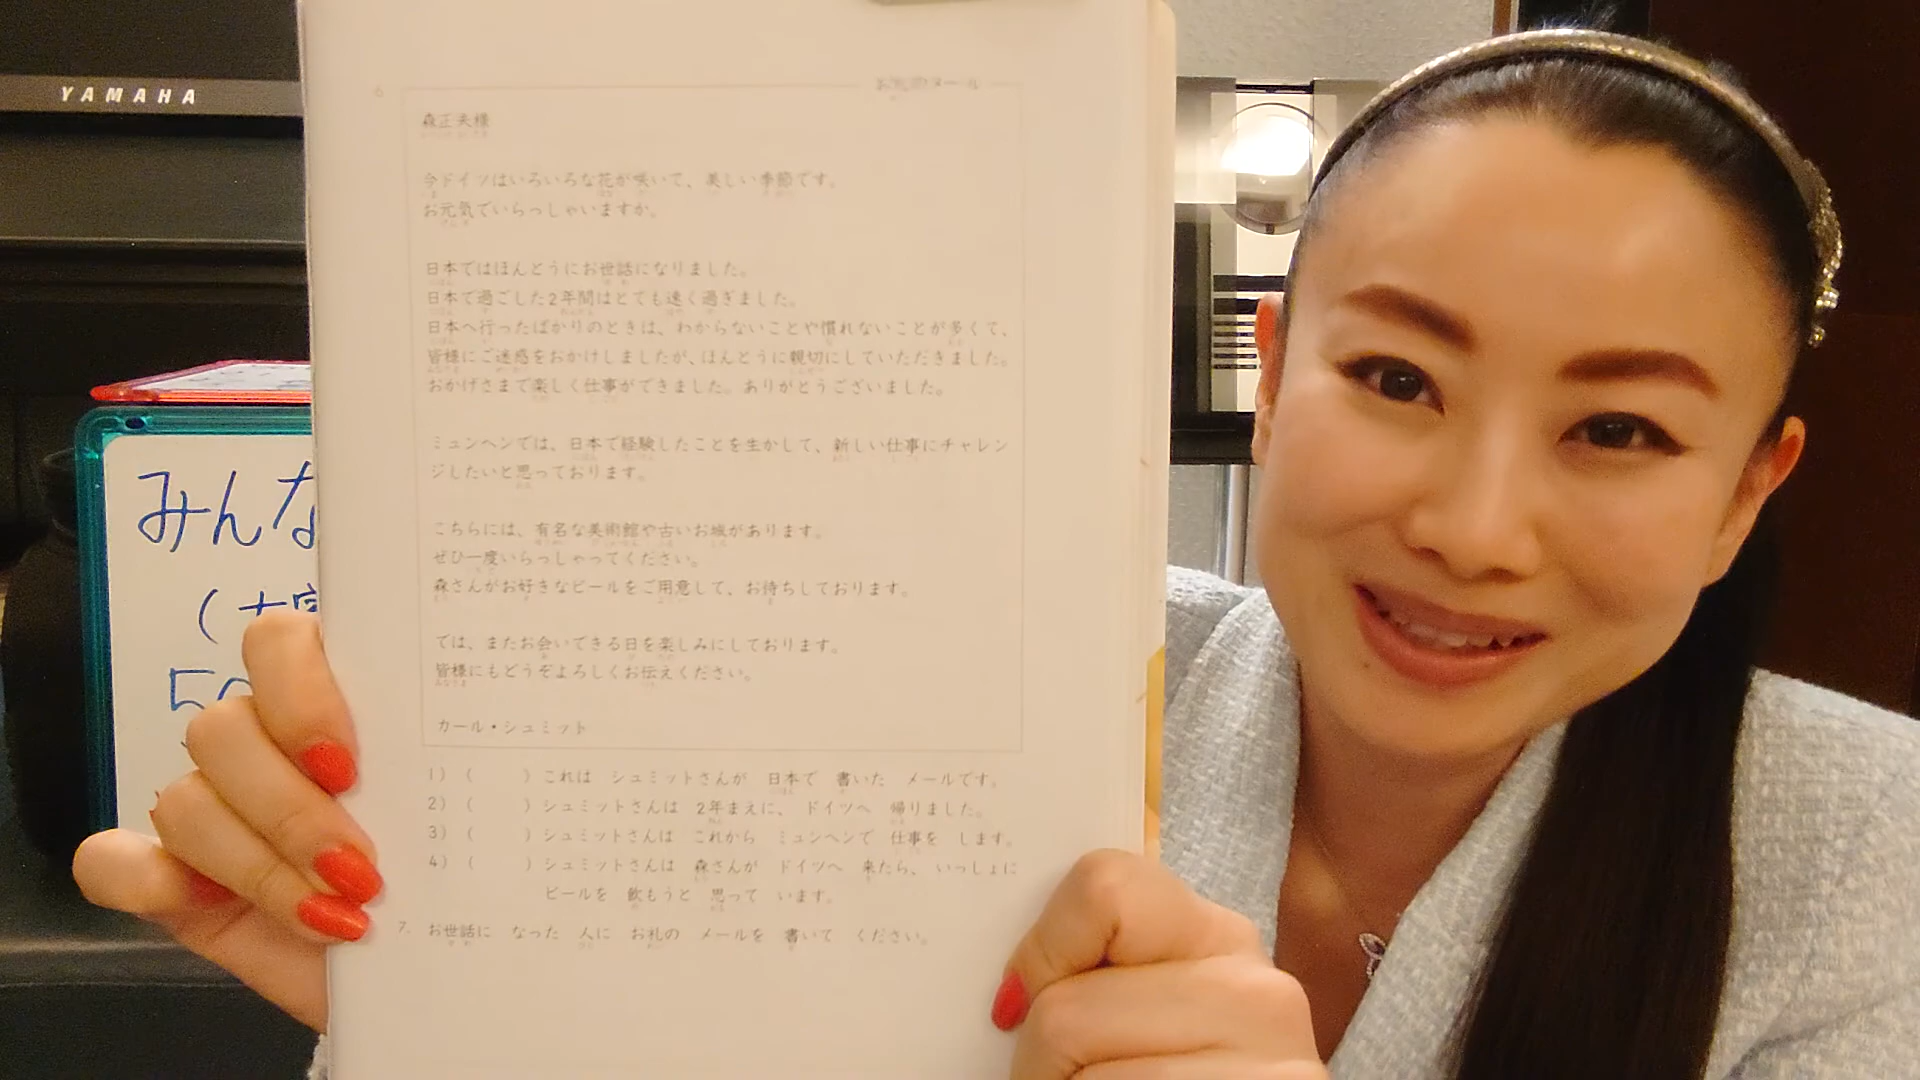 YAMAHA
みんな
5
6
お礼のメール
森正夫様
今ドイツはいろいろな花が咲いて、美しい季節です。
お元気でいらっしゃいますか。
日本ではほんとうにお世話になりました。
日本で過ごした2年間はとても速く過ぎました。
日本へ行ったばかりのときは、わからないことや慣れないことが多くて、
皆様にご迷惑をおかけしましたが、ほんとうに親切にしていただきました。
おかげさまで楽しく仕事ができました。ありがとうございました。
ミュンヘンでは、日本で経験したことを生かして、新しい仕事にチャレン
ジしたいと思っております。
こちらには、有名な美術館や古いお城があります。
ぜひ一度いらっしゃってください。
森さんがお好きなビールをご用意して、お待ちしております。
では、またお会いできる日を楽しみにしております。
皆様にもどうぞよろしくお伝えください。
カール・シュミット
1)（　　）これは　シュミットさんが　日本で　書いた　メールです。
2)（　　）シュミットさんは　2年まえに、　ドイツへ　帰りました。
3)（　　）シュミットさんは　これから　ミュンヘンで　仕事を　します。
4)（　　）シュミットさんは　森さんが　ドイツへ　来たら、　いっしょに
ビールを　飲もうと　思って　います。
7.　お世話に　なった　人に　お礼の　メールを　書いて　ください。